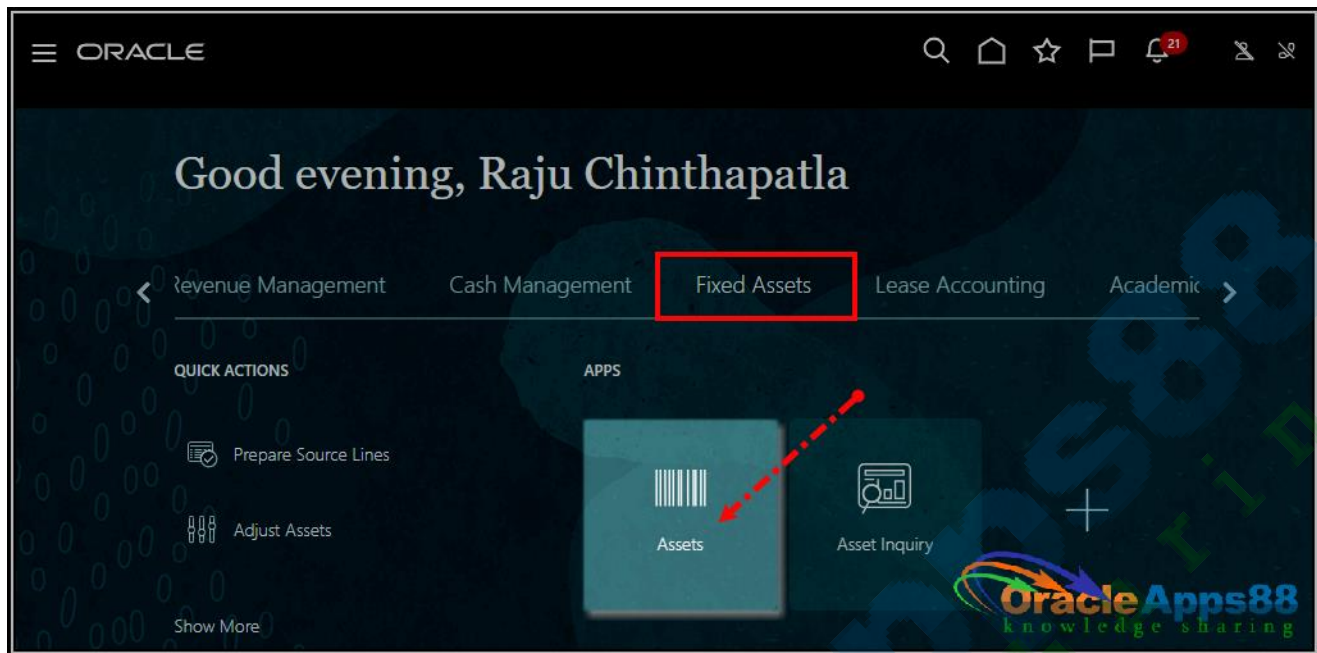 ORACLE
21
Good evening, Raju Chinthapatla
Revenue Management Cash Management Fixed Assets Lease Accounting Academic
QUICK ACTIONS
APPS
Prepare Source Lines
Adjust Assets
Assets
Asset Inquiry
Show More
OracleApps88
knowledge sharing